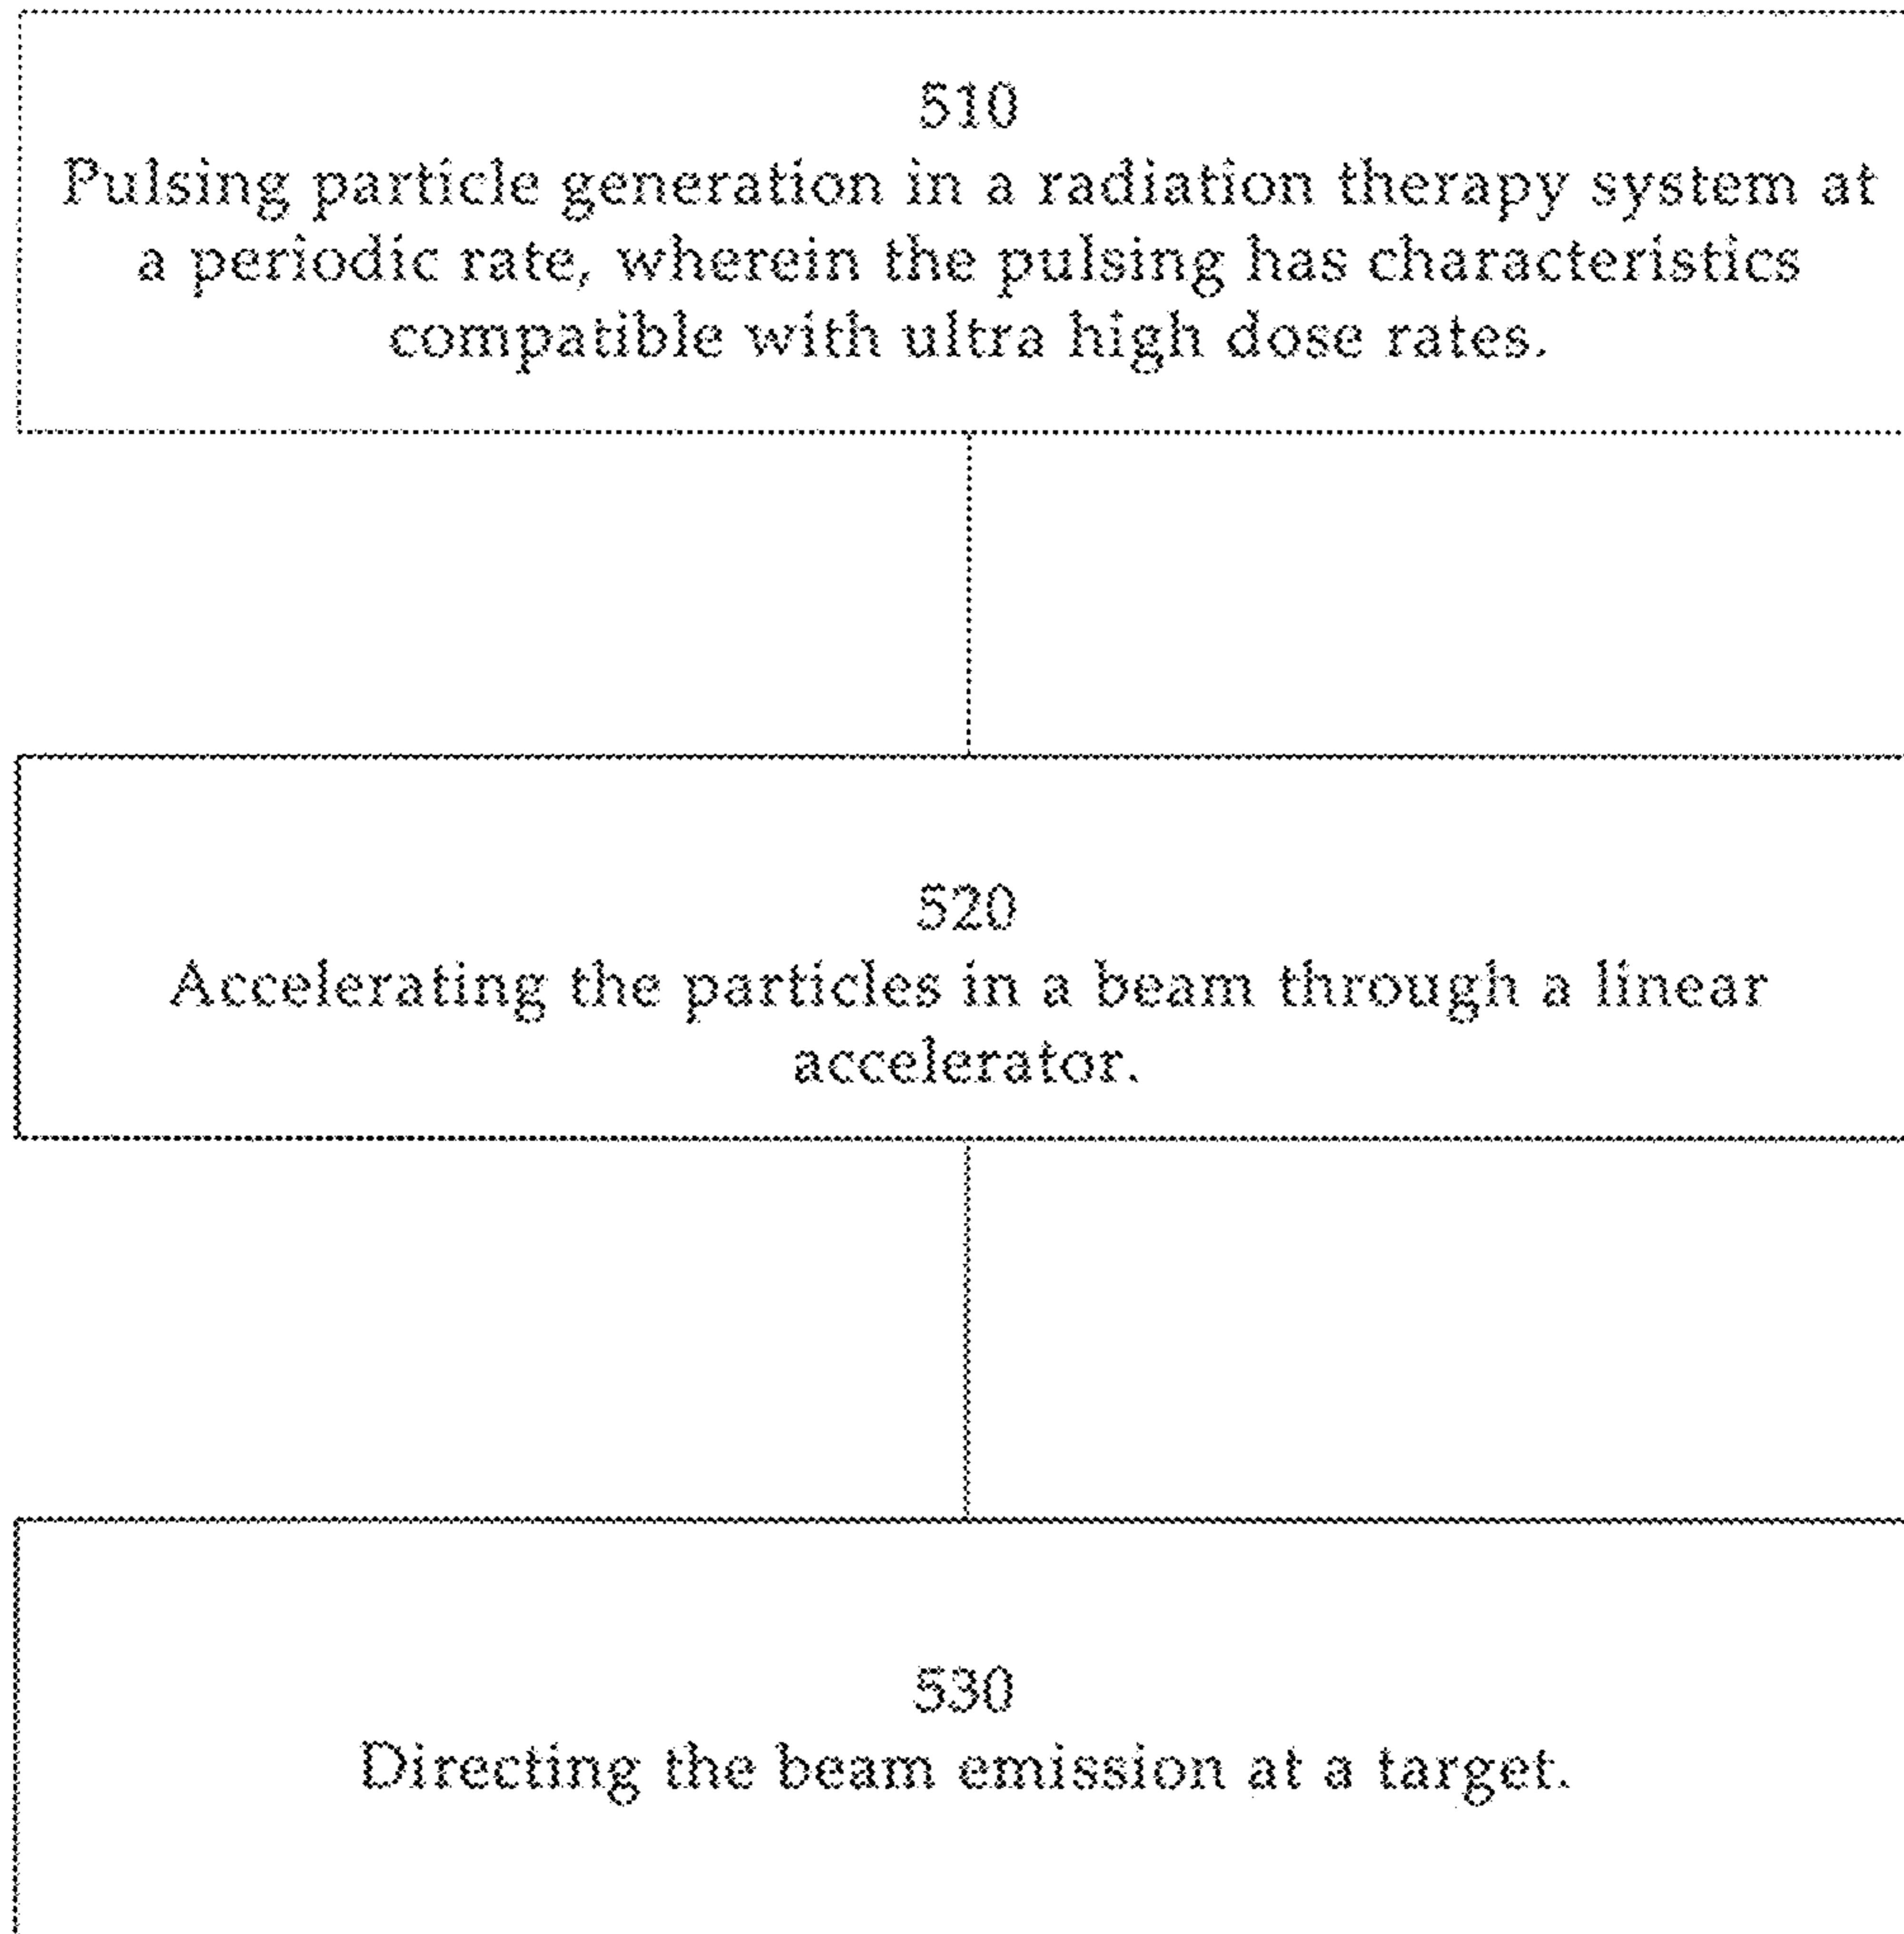 510
Pulsing particle generation in a radiation therapy system at
a periodic rate, wherein the pulsing has characteristics
compatible with ultra high dose rates.
520
Accelerating the particles in a beam through a linear
accelerator.
530
Directing the beam emission at a target.